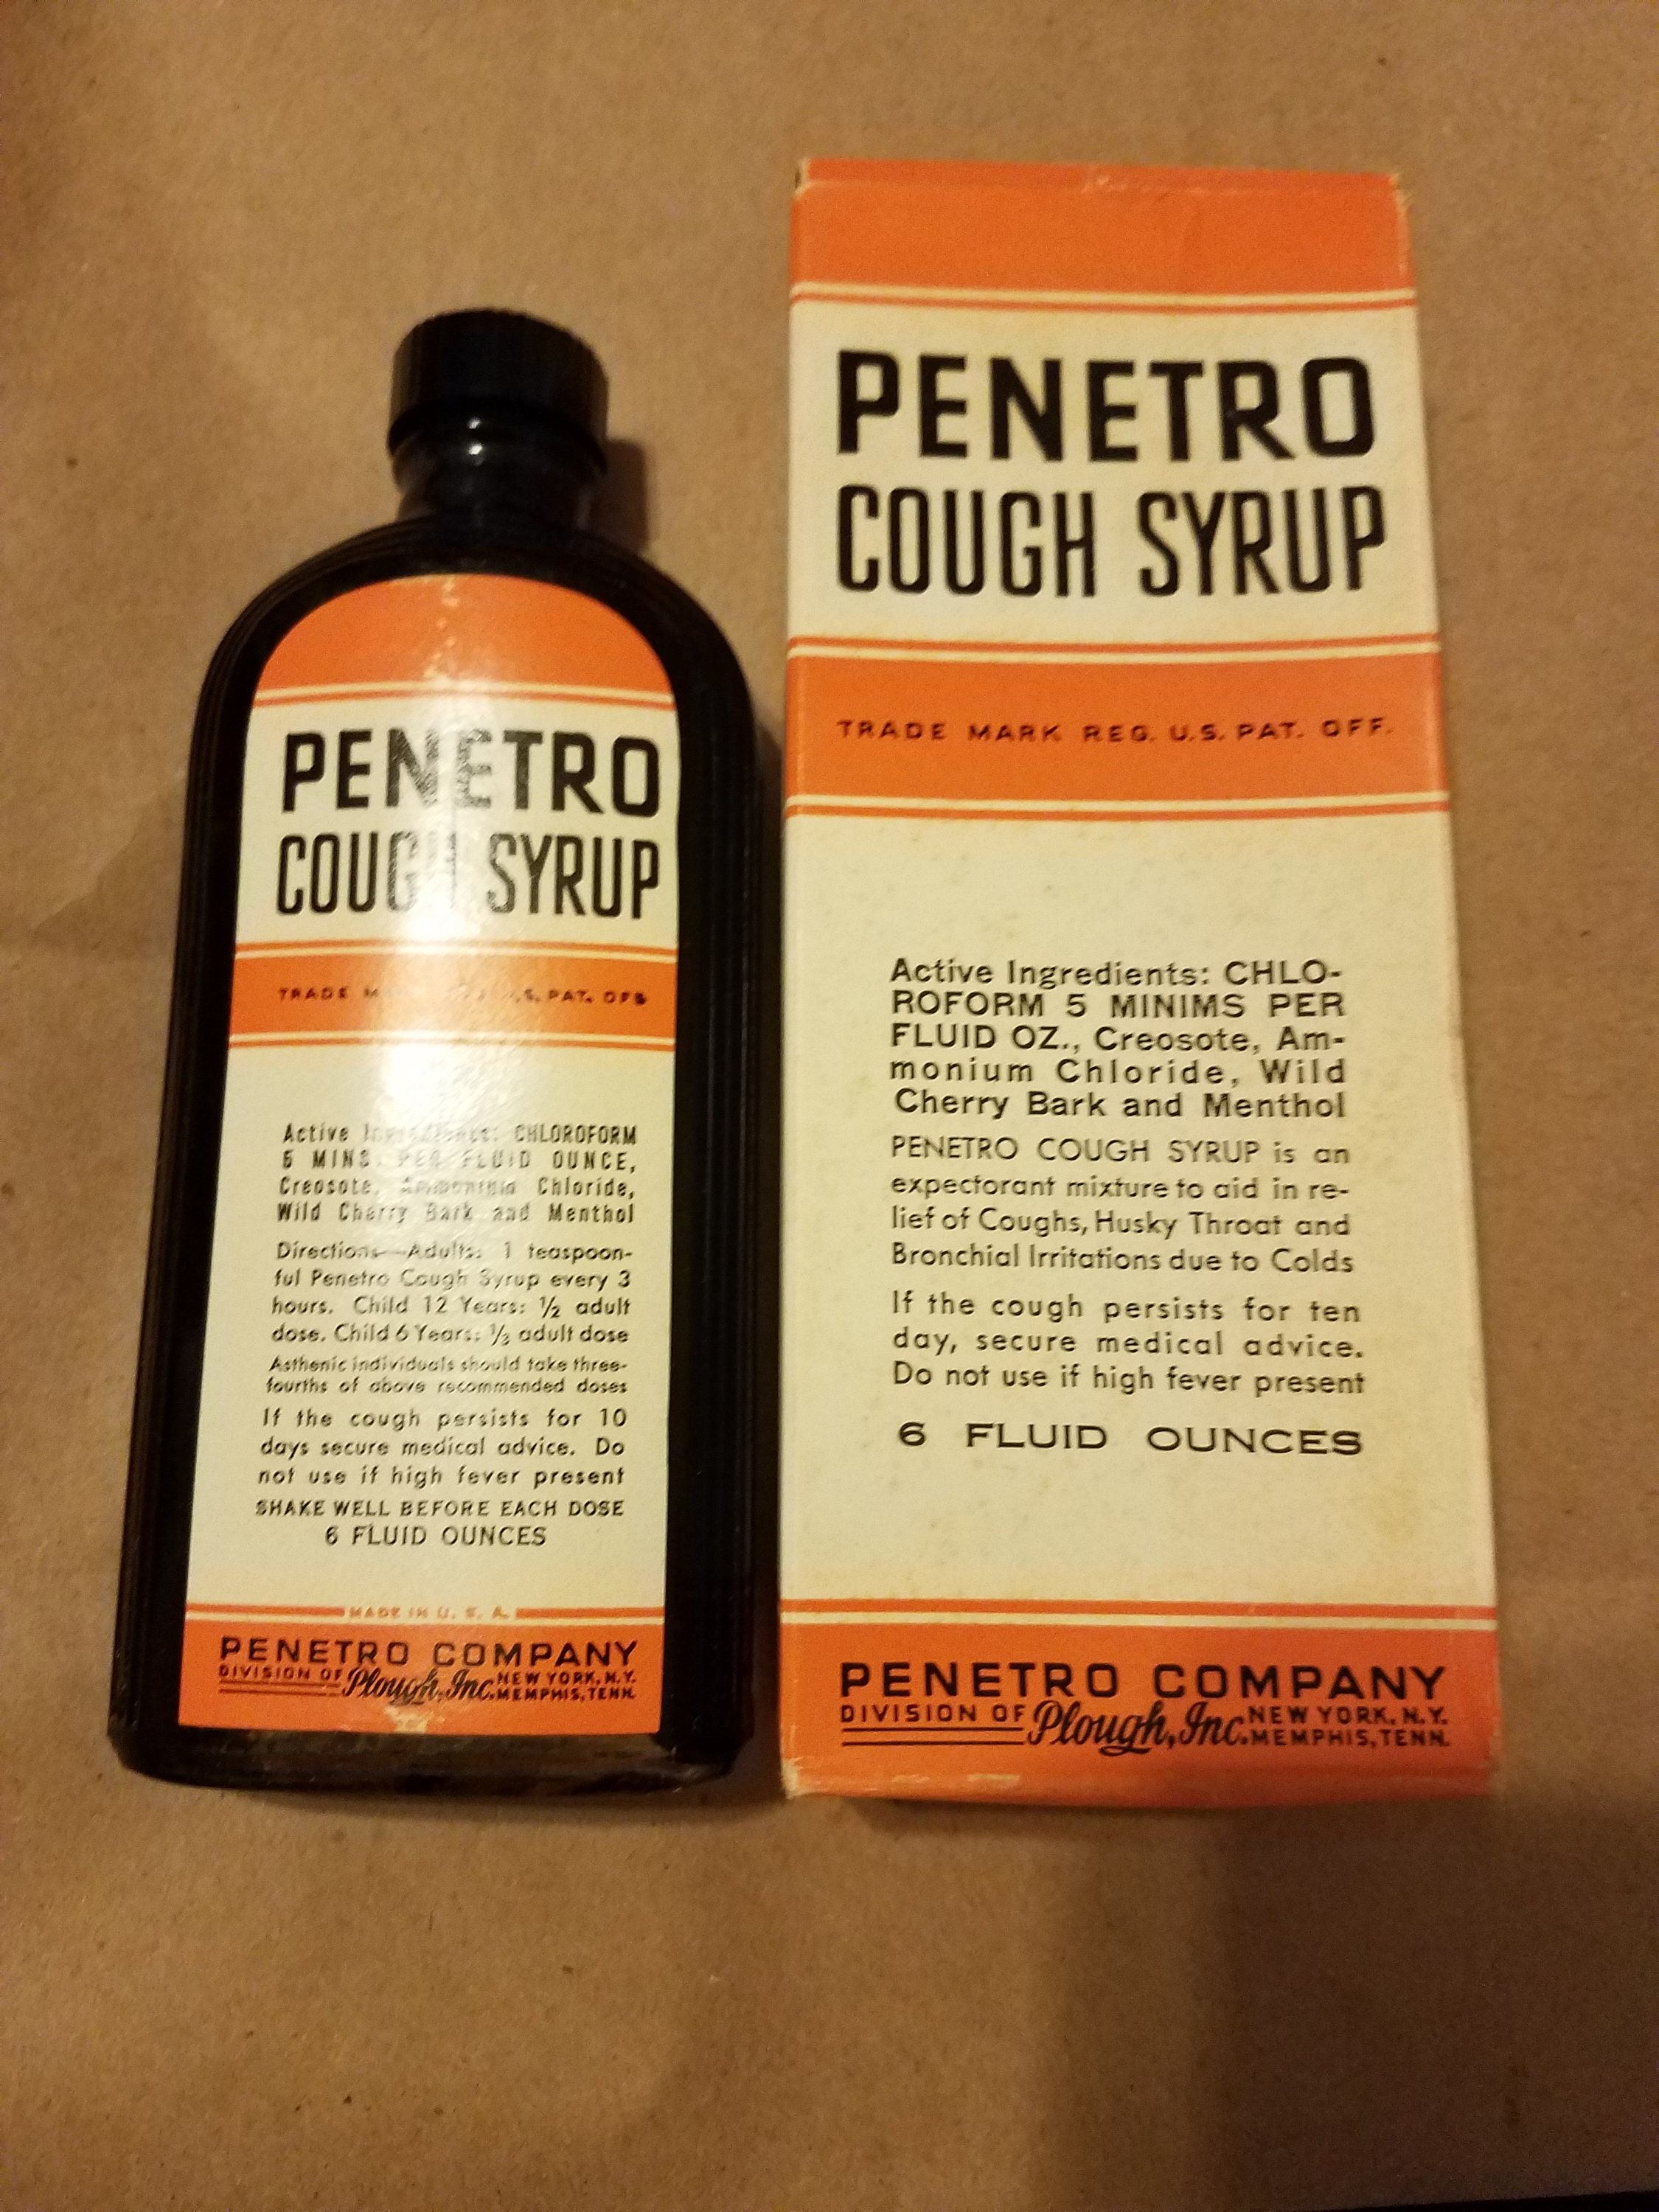 PENETRO
COUGH SYRUP
TRADE U.S. PAT. OFF.
Active Ingredients: CHLOROFORM
5 MINS. PER FLUID OUNCE,
Creosote, Ammonium Chloride,
Wild Cherry Bark and Menthol
Directions—Adults: 1 teaspoon-
ful Penetro Cough Syrup every 3
hours. Child 12 Years: ½ adult
dose. Child 6 Years: ⅓ adult dose
Asthenic individuals should take three-
fourths of above recommended doses
If the cough persists for 10
days secure medical advice. Do
not use if high fever present
SHAKE WELL BEFORE EACH DOSE
6 FLUID OUNCES
MADE IN U. S. A.
PENETRO COMPANY
DIVISION OF Plough, Inc. NEW YORK, N.Y.
MEMPHIS, TENN.
PENETRO
COUGH SYRUP
TRADE MARK REG. U.S. PAT. OFF.
Active Ingredients: CHLO-
ROFORM 5 MINIMS PER
FLUID OZ., Creosote, Am-
monium Chloride, Wild
Cherry Bark and Menthol
PENETRO COUGH SYRUP is an
expectorant mixture to aid in re-
lief of Coughs, Husky Throat and
Bronchial Irritations due to Colds
If the cough persists for ten
day, secure medical advice.
Do not use if high fever present
6 FLUID OUNCES
PENETRO COMPANY
DIVISION OF Plough, Inc. NEW YORK, N.Y.
MEMPHIS, TENN.